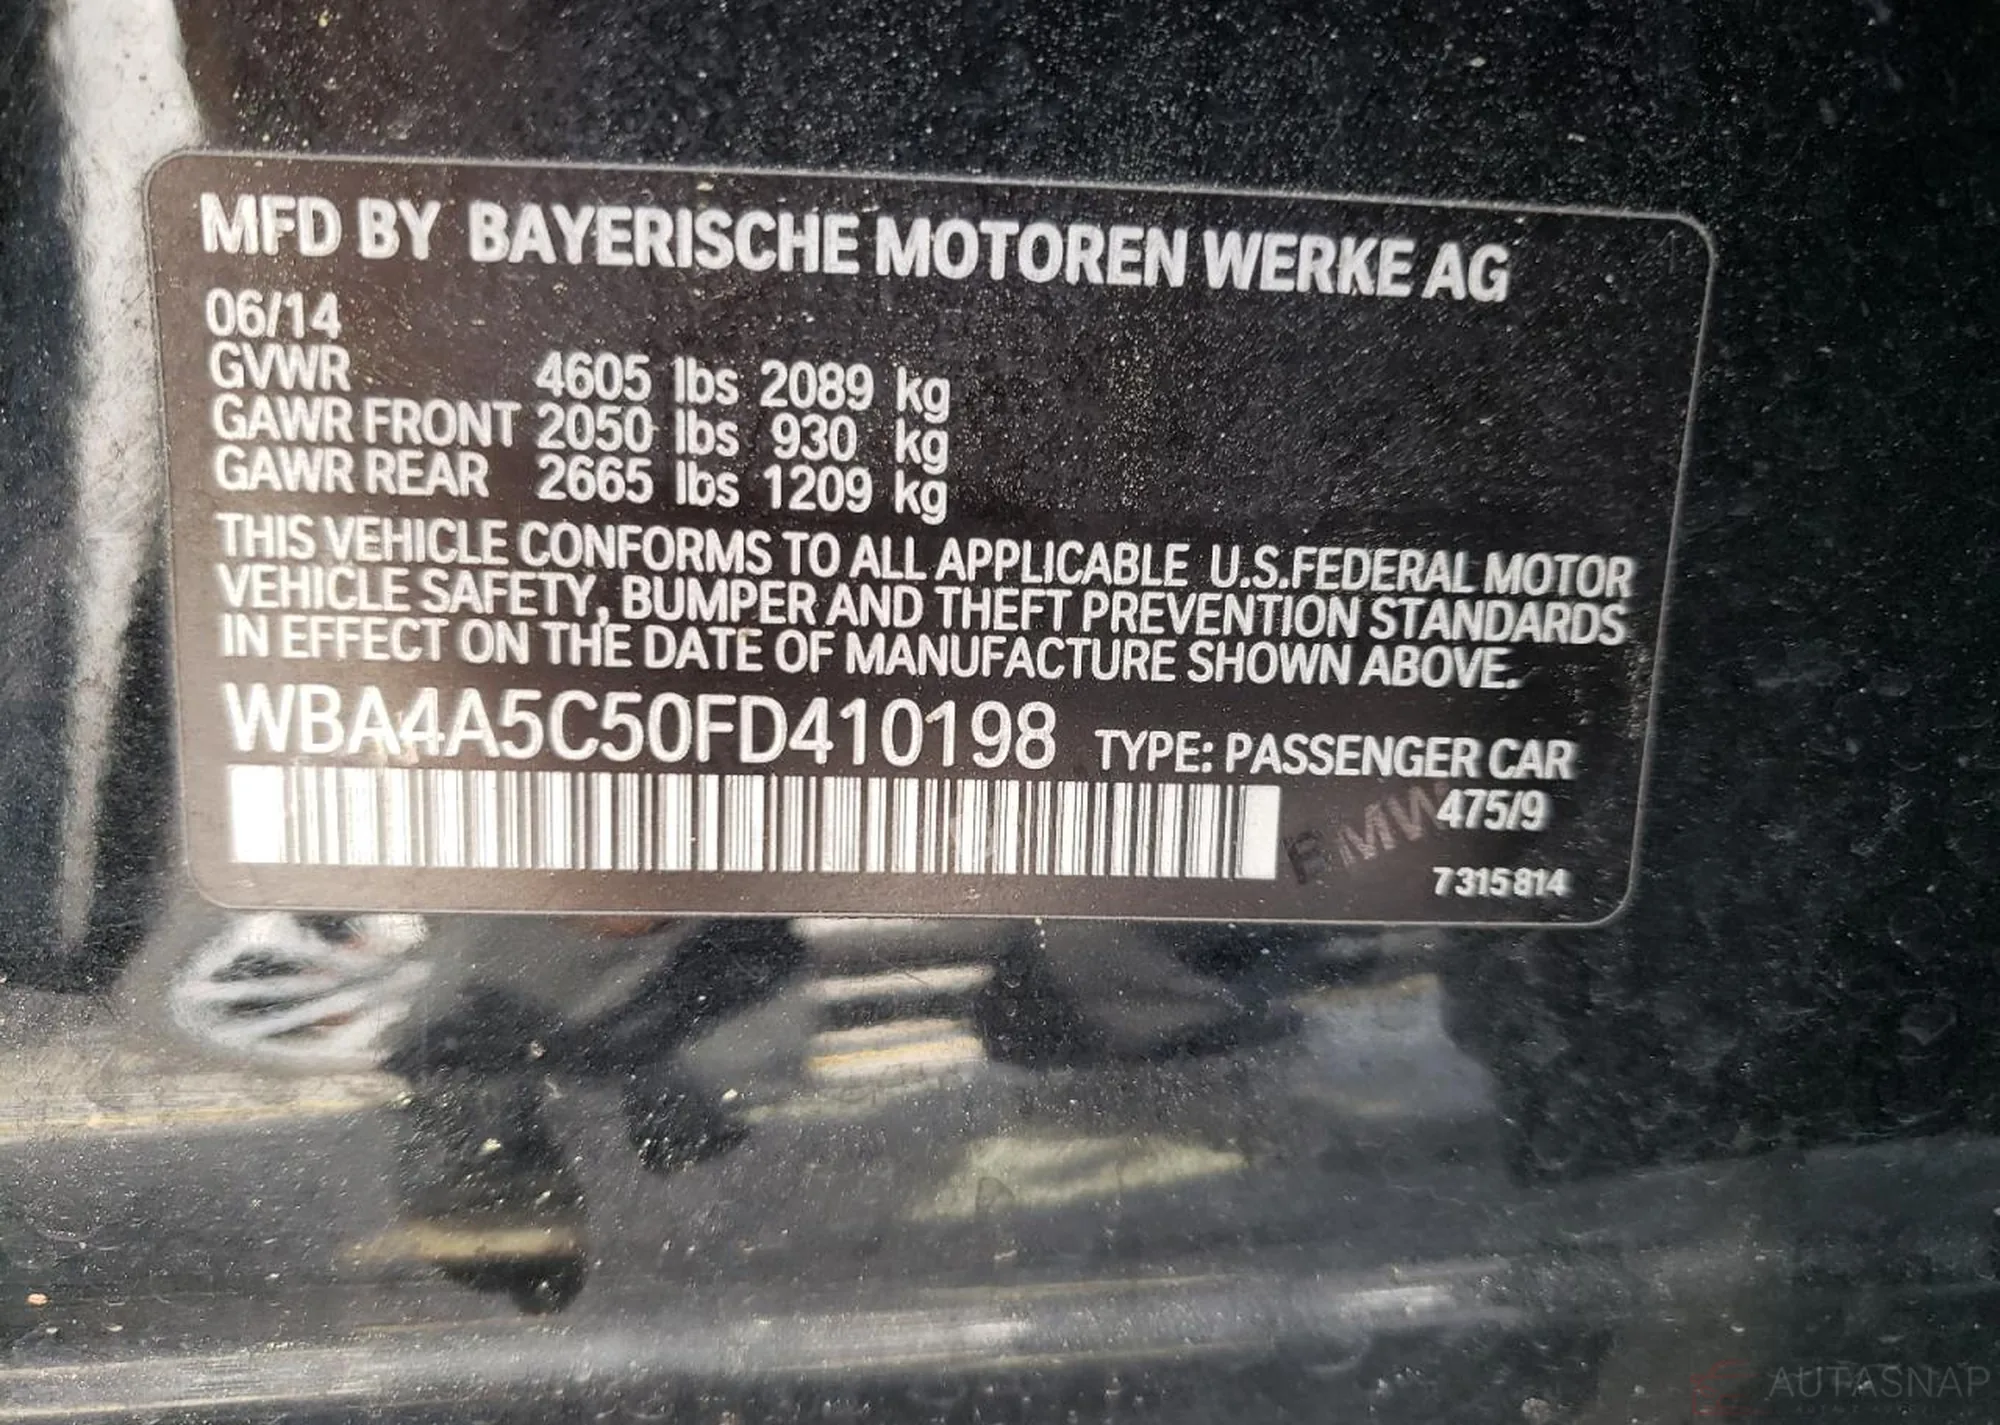 MFD BY BAYERISCHE MOTOREN WERKE AG
06/14
GVWR 4605 lbs 2089 kg
GAWR FRONT 2050 lbs 930 kg
GAWR REAR 2665 lbs 1209 kg
THIS VEHICLE CONFORMS TO ALL APPLICABLE U.S.FEDERAL MOTOR
VEHICLE SAFETY, BUMPER AND THEFT PREVENTION STANDARDS
IN EFFECT ON THE DATE OF MANUFACTURE SHOWN ABOVE.
WBA4A5C50FD410198 TYPE: PASSENGER CAR
475/9
BMW
7315814
AUTASNAP